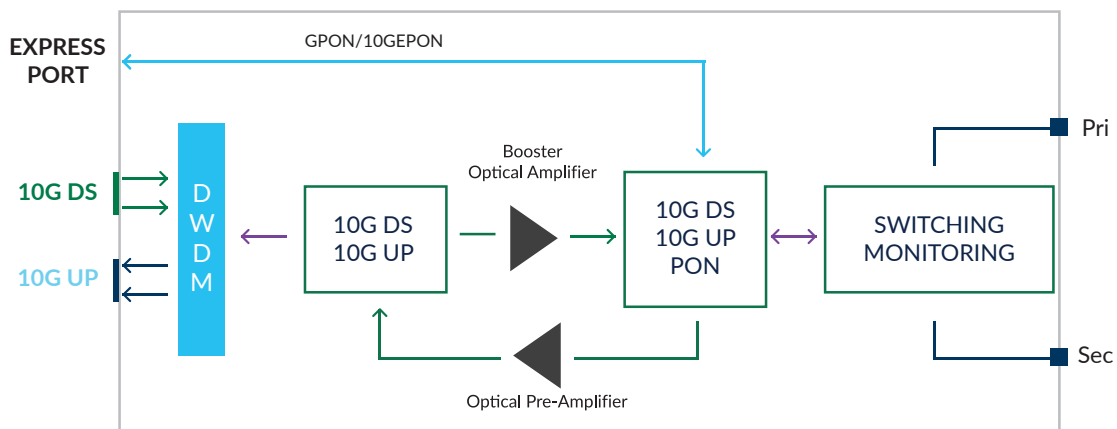 EXPRESS
PORT
GPON/10GEPON
Pri
Booster
Optical Amplifier
10G DS
10G UP
D
W
D
M
10G DS
10G UP
10G DS
10G UP
PON
SWITCHING
MONITORING
Sec
Optical Pre-Amplifier